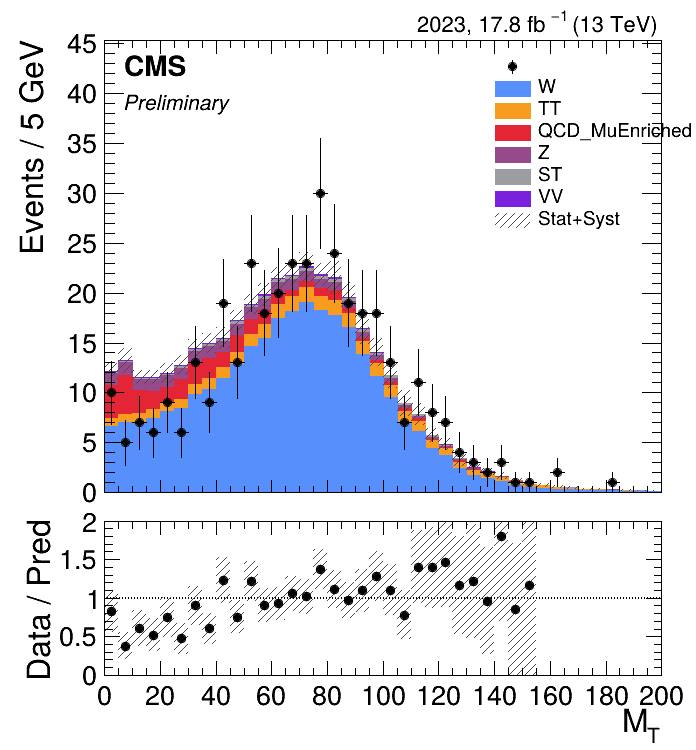 2023, 17.8 fb⁻¹ (13 TeV)
CMS
Preliminary
Events / 5 GeV
45
40
35
30
25
20
15
10
5
0
W
TT
QCD_MuEnriched
Z
ST
VV
Stat+Syst
Data / Pred
2
1.5
1
0.5
0
0 20 40 60 80 100 120 140 160 180 200
M_T